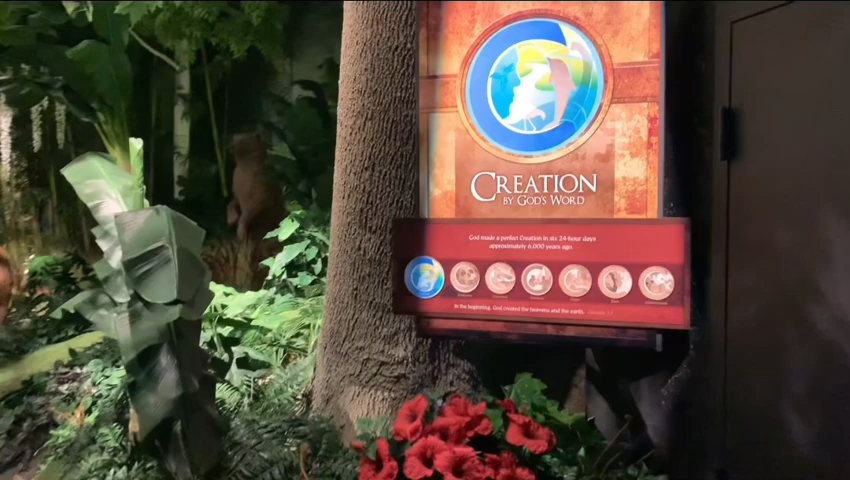 CREATION
BY GOD'S WORD
God made a perfect Creation in six 24-hour days
approximately 6,000 years ago.
In the beginning, God created the heavens and the earth.